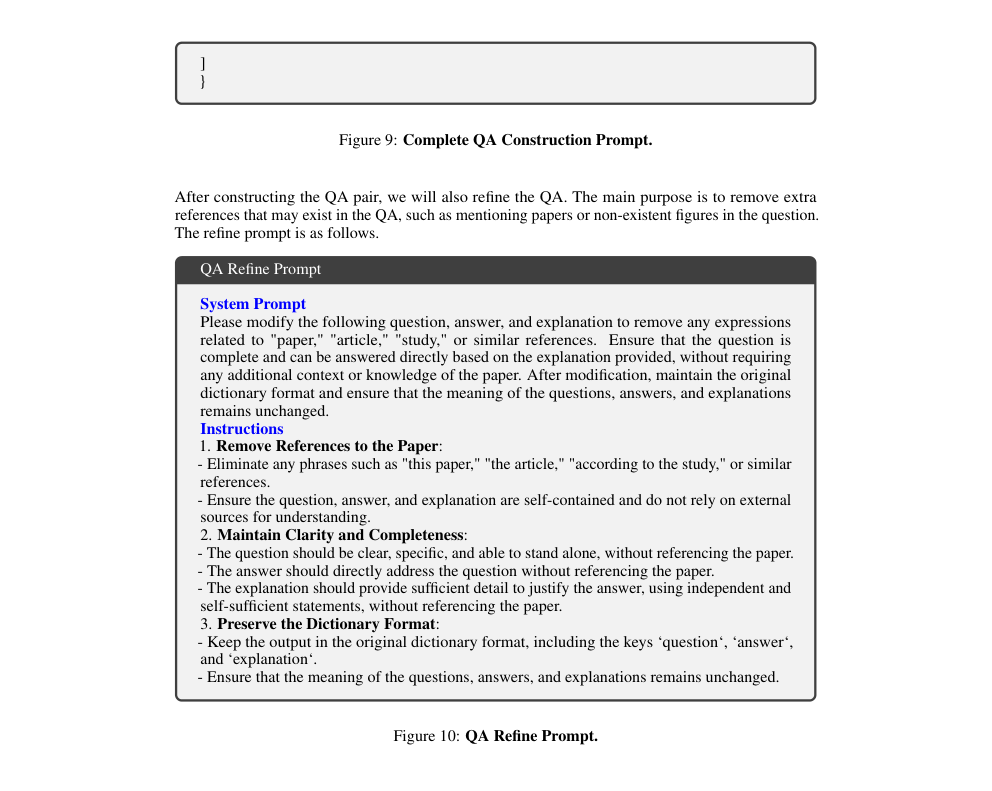 ]
}
Figure 9: Complete QA Construction Prompt.
After constructing the QA pair, we will also refine the QA. The main purpose is to remove extra
references that may exist in the QA, such as mentioning papers or non-existent figures in the question.
The refine prompt is as follows.
QA Refine Prompt
System Prompt
Please modify the following question, answer, and explanation to remove any expressions
related to "paper," "article," "study," or similar references. Ensure that the question is
complete and can be answered directly based on the explanation provided, without requiring
any additional context or knowledge of the paper. After modification, maintain the original
dictionary format and ensure that the meaning of the questions, answers, and explanations
remains unchanged.
Instructions
1. Remove References to the Paper:
- Eliminate any phrases such as "this paper," "the article," "according to the study," or similar
references.
- Ensure the question, answer, and explanation are self-contained and do not rely on external
sources for understanding.
2. Maintain Clarity and Completeness:
- The question should be clear, specific, and able to stand alone, without referencing the paper.
- The answer should directly address the question without referencing the paper.
- The explanation should provide sufficient detail to justify the answer, using independent and
self-sufficient statements, without referencing the paper.
3. Preserve the Dictionary Format:
- Keep the output in the original dictionary format, including the keys ‘question‘, ‘answer‘,
and ‘explanation‘.
- Ensure that the meaning of the questions, answers, and explanations remains unchanged.
Figure 10: QA Refine Prompt.